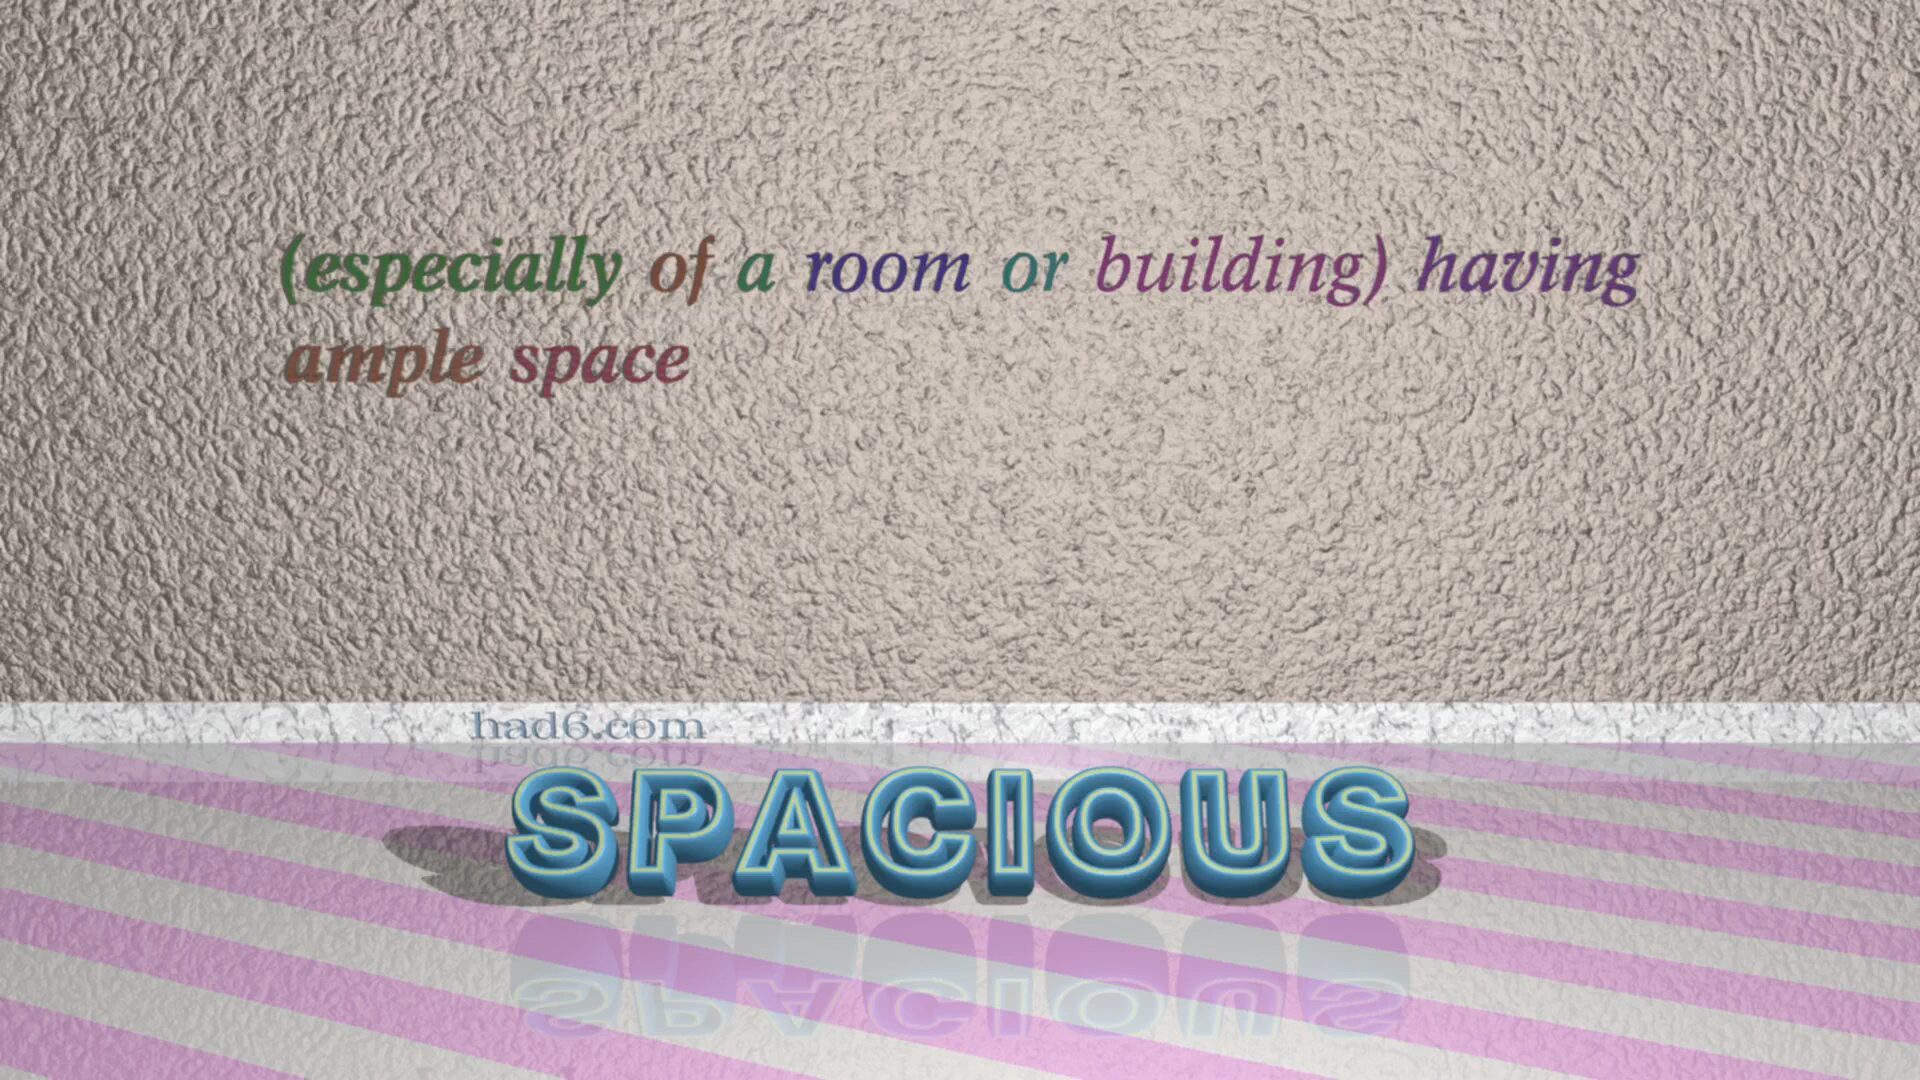 (especially of a room or building) having
ample space
had6.com
SPACIOUS